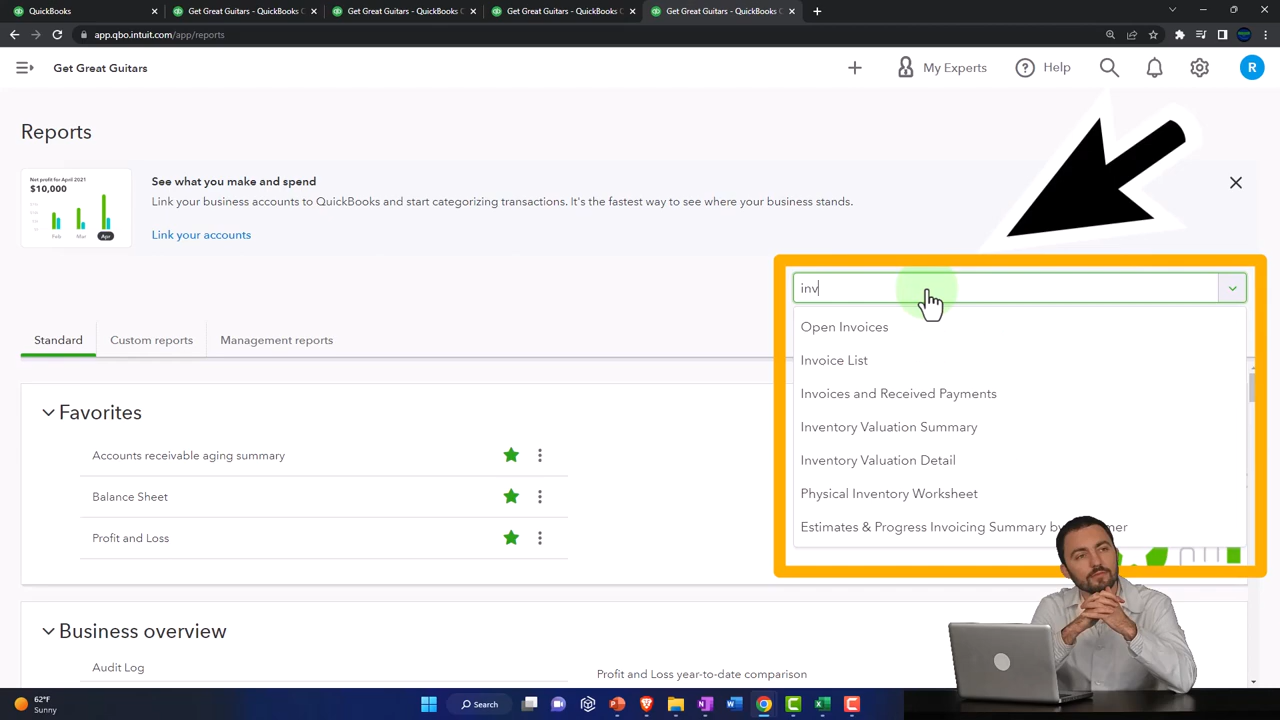 QuickBooks
Get Great Guitars - QuickBooks C
Get Great Guitars - QuickBooks C
Get Great Guitars - QuickBooks C
Get Great Guitars - QuickBooks C
app.qbo.intuit.com/app/reports
Get Great Guitars
My Experts
Help
R
Reports
Net profit for April 2021
$10,000
Feb
Mar
Apr
See what you make and spend
Link your business accounts to QuickBooks and start categorizing transactions. It's the fastest way to see where your business stands.
Link your accounts
inv
Open Invoices
Invoice List
Invoices and Received Payments
Inventory Valuation Summary
Inventory Valuation Detail
Physical Inventory Worksheet
Estimates & Progress Invoicing Summary by
Standard
Custom reports
Management reports
Favorites
Accounts receivable aging summary
Balance Sheet
Profit and Loss
Business overview
Audit Log
Profit and Loss year-to-date comparison
62°F
Sunny
Search